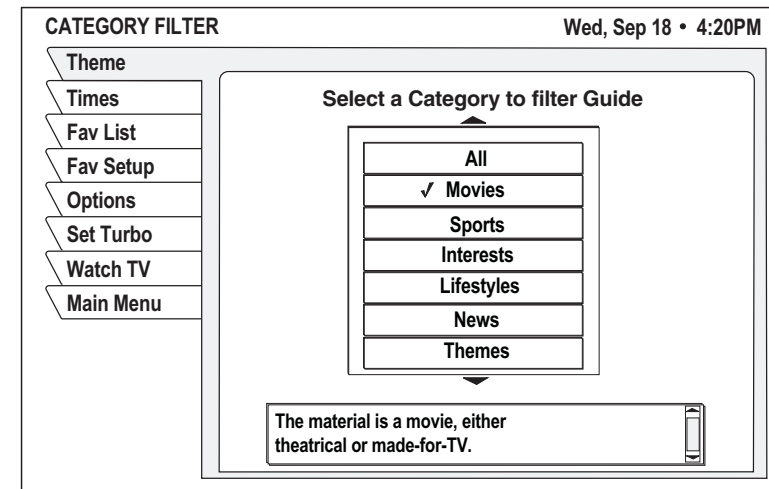 CATEGORY FILTER
Wed, Sep 18 • 4:20PM
Theme
Times
Fav List
Fav Setup
Options
Set Turbo
Watch TV
Main Menu
Select a Category to filter Guide
All
✓ Movies
Sports
Interests
Lifestyles
News
Themes
The material is a movie, either
theatrical or made-for-TV.